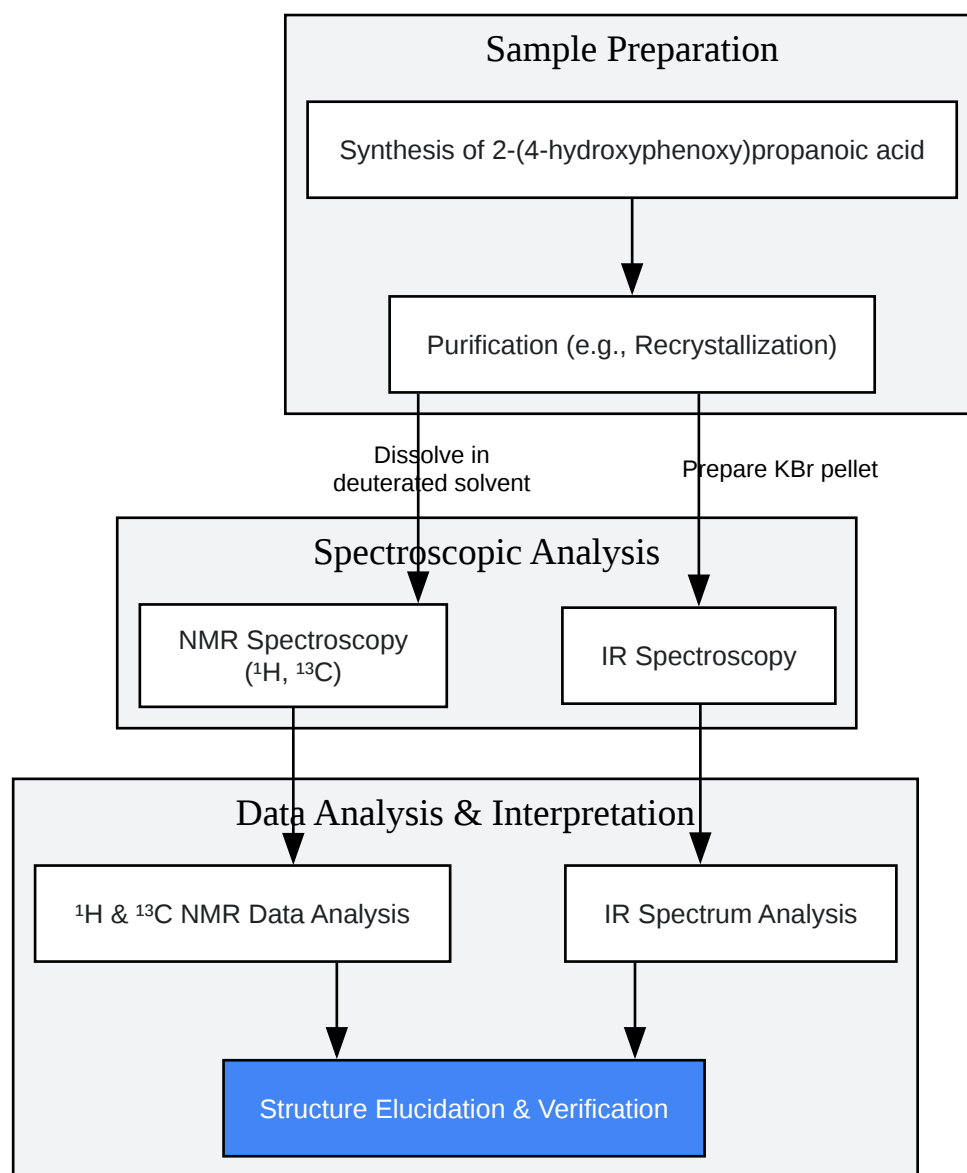 Sample Preparation
Synthesis of 2-(4-hydroxyphenoxy)propanoic acid
Purification (e.g., Recrystallization)
Dissolve in
deuterated solvent
Prepare KBr pellet
Spectroscopic Analysis
NMR Spectroscopy
(¹H, ¹³C)
IR Spectroscopy
Data Analysis & Interpretation
¹H & ¹³C NMR Data Analysis
IR Spectrum Analysis
Structure Elucidation & Verification